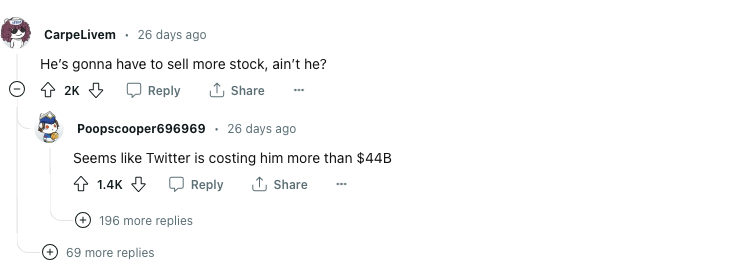 CarpeLivem · 26 days ago
He's gonna have to sell more stock, ain't he?
2K Reply Share ···
Poopscooper696969 · 26 days ago
Seems like Twitter is costing him more than $44B
1.4K Reply Share ···
196 more replies
69 more replies